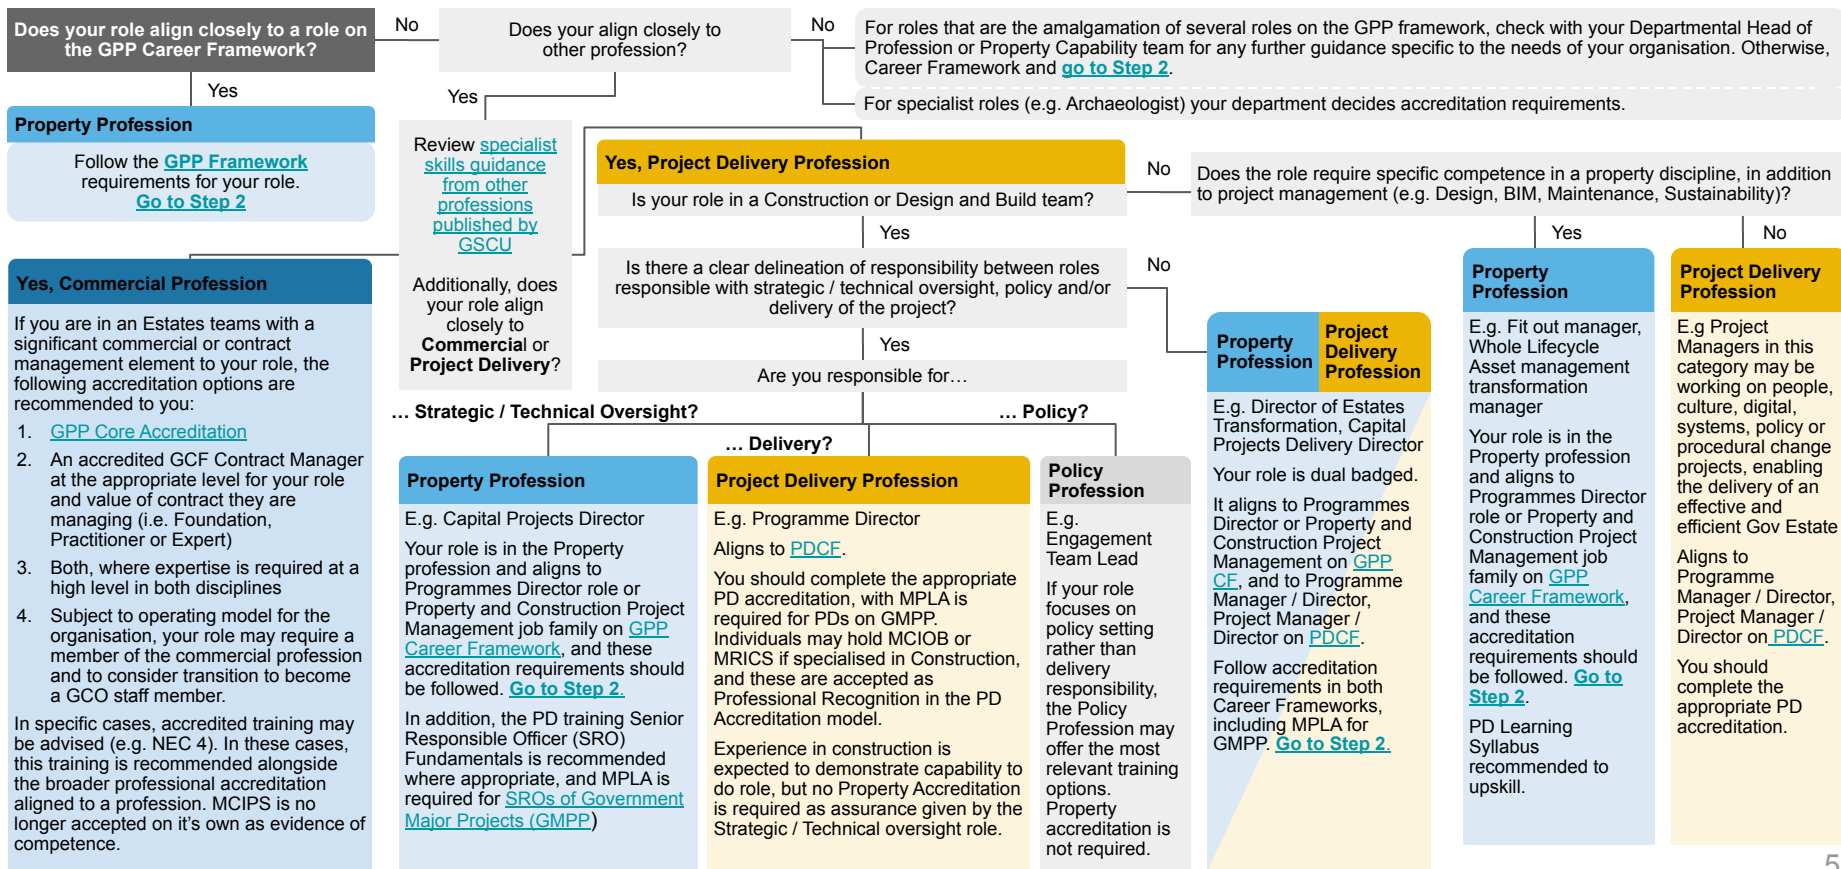 Does your role align closely to a role on
the GPP Career Framework?
No
Does your align closely to
other profession?
No
For roles that are the amalgamation of several roles on the GPP framework, check with your Departmental Head of
Profession or Property Capability team for any further guidance specific to the needs of your organisation. Otherwise,
Career Framework and go to Step 2.
For specialist roles (e.g. Archaeologist) your department decides accreditation requirements.
Yes
Property Profession
Follow the GPP Framework
requirements for your role.
Go to Step 2
Yes
Review specialist
skills guidance
from other
professions
published by
GSCU
Additionally, does
your role align
closely to
Commercial or
Project Delivery?
Yes, Commercial Profession
If you are in an Estates teams with a
significant commercial or contract
management element to your role, the
following accreditation options are
recommended to you:
1. GPP Core Accreditation
2. An accredited GCF Contract Manager
at the appropriate level for your role
and value of contract they are
managing (i.e. Foundation,
Practitioner or Expert)
3. Both, where expertise is required at a
high level in both disciplines
4. Subject to operating model for the
organisation, your role may require a
member of the commercial profession
and to consider transition to become
a GCO staff member.
In specific cases, accredited training may
be advised (e.g. NEC 4). In these cases,
this training is recommended alongside
the broader professional accreditation
aligned to a profession. MCIPS is no
longer accepted on it's own as evidence of
competence.
Yes, Project Delivery Profession
Is your role in a Construction or Design and Build team?
No
Does the role require specific competence in a property discipline, in addition
to project management (e.g. Design, BIM, Maintenance, Sustainability)?
Yes
Is there a clear delineation of responsibility between roles
responsible with strategic / technical oversight, policy and/or
delivery of the project?
No
Yes
Are you responsible for…
… Strategic / Technical Oversight?
… Delivery?
… Policy?
Property Profession
E.g. Capital Projects Director
Your role is in the Property
profession and aligns to
Programmes Director role or
Property and Construction Project
Management job family on GPP
Career Framework, and these
accreditation requirements should
be followed. Go to Step 2.
In addition, the PD training Senior
Responsible Officer (SRO)
Fundamentals is recommended
where appropriate, and MPLA is
required for SROs of Government
Major Projects (GMPP)
Project Delivery Profession
E.g. Programme Director
Aligns to PDCF.
You should complete the appropriate
PD accreditation, with MPLA is
required for PDs on GMPP.
Individuals may hold MCIOB or
MRICS if specialised in Construction,
and these are accepted as
Professional Recognition in the PD
Accreditation model.
Experience in construction is
expected to demonstrate capability to
do role, but no Property Accreditation
is required as assurance given by the
Strategic / Technical oversight role.
Policy
Profession
E.g.
Engagement
Team Lead
If your role
focuses on
policy setting
rather than
delivery
responsibility,
the Policy
Profession may
offer the most
relevant training
options.
Property
accreditation is
not required.
Property
Profession
Project
Delivery
Profession
E.g. Director of Estates
Transformation, Capital
Projects Delivery Director
Your role is dual badged.
It aligns to Programmes
Director or Property and
Construction Project
Management on GPP
CF, and to Programme
Manager / Director,
Project Manager /
Director on PDCF.
Follow accreditation
requirements in both
Career Frameworks,
including MPLA for
GMPP. Go to Step 2.
Yes
Property
Profession
E.g. Fit out manager,
Whole Lifecycle
Asset management
transformation
manager
Your role is in the
Property profession
and aligns to
Programmes Director
role or Property and
Construction Project
Management job
family on GPP
Career Framework,
and these
accreditation
requirements should
be followed. Go to
Step 2.
PD Learning
Syllabus
recommended to
upskill.
No
Project Delivery
Profession
E.g Project
Managers in this
category may be
working on people,
culture, digital,
systems, policy or
procedural change
projects, enabling
the delivery of an
effective and
efficient Gov Estate
Aligns to
Programme
Manager / Director,
Project Manager /
Director on PDCF.
You should
complete the
appropriate PD
accreditation.
5